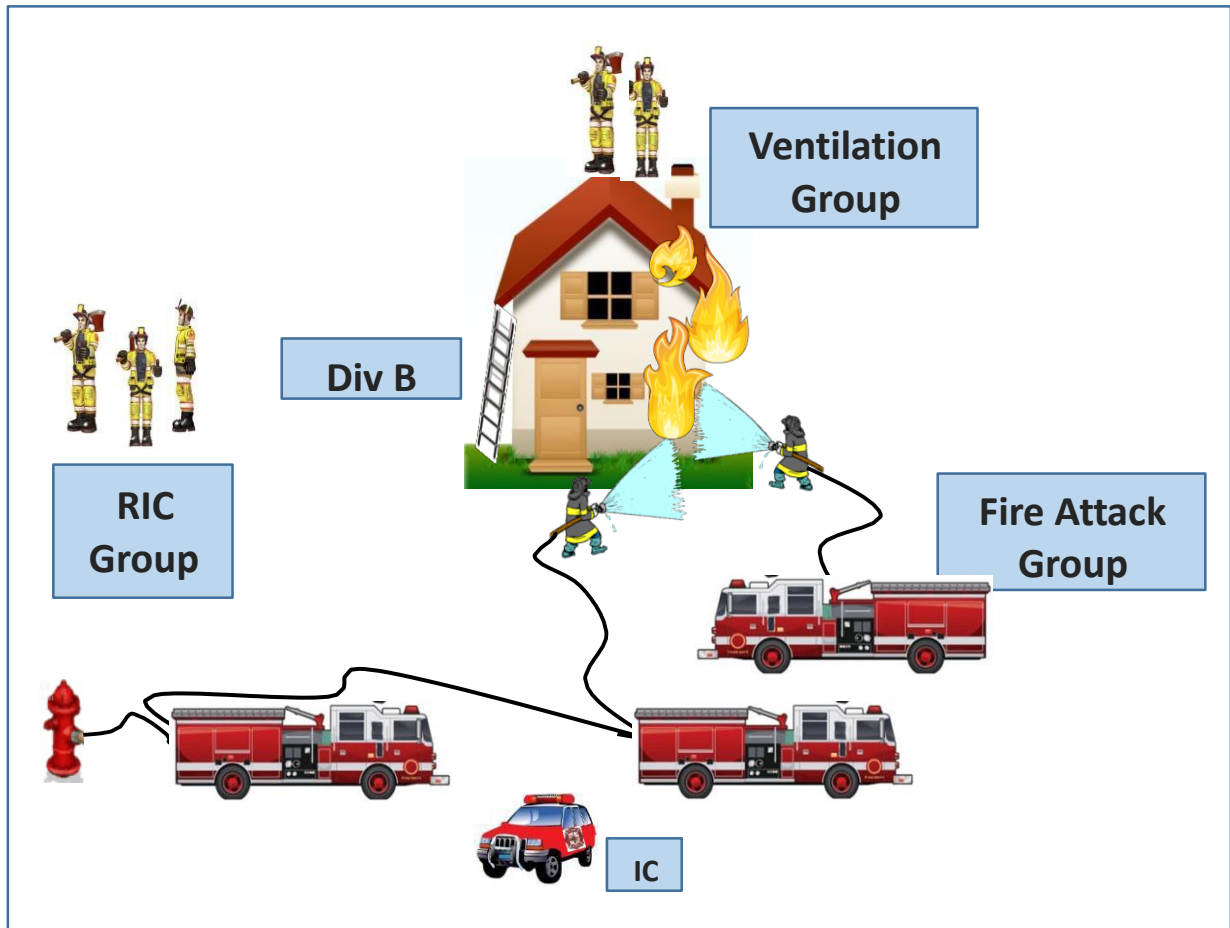 Ventilation
Group
Div B
RIC
Group
Fire Attack
Group
IC